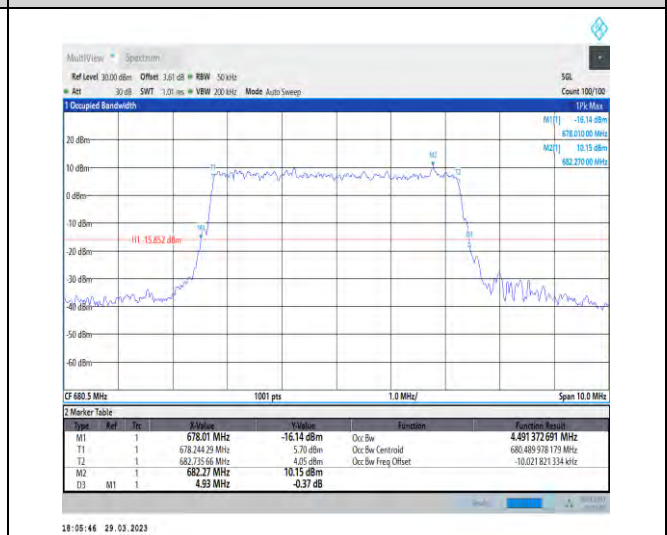 MultiView Spectrum
Ref Level 30.00 dBm Offset 3.61 dB RBW 50 kHz SGL
Att 30 dB SWT 1.01 ms VBW 200 kHz Mode Auto Sweep Count 100/100
1 Occupied Bandwidth 1Pk Max
M1[1] -16.14 dBm
678.010 00 MHz
M2[1] 10.15 dBm
682.270 00 MHz
20 dBm
M2
10 dBm
T1
T2
0 dBm
-10 dBm
M1
D3
H1 -15.852 dBm
-20 dBm
-30 dBm
-40 dBm
-50 dBm
-60 dBm
CF 680.5 MHz 1001 pts 1.0 MHz/ Span 10.0 MHz
2 Marker Table
Type Ref Trc X-Value Y-Value Function Function Result
M1 1 678.01 MHz -16.14 dBm Occ Bw 4.491 372 691 MHz
T1 1 678.244 29 MHz 5.70 dBm Occ Bw Centroid 680.489 978 179 MHz
T2 1 682.735 66 MHz 4.05 dBm Occ Bw Freq Offset -10.021 821 334 kHz
M2 1 682.27 MHz 10.15 dBm
D3 M1 1 4.93 MHz -0.37 dB
18:05:46 29.03.2023